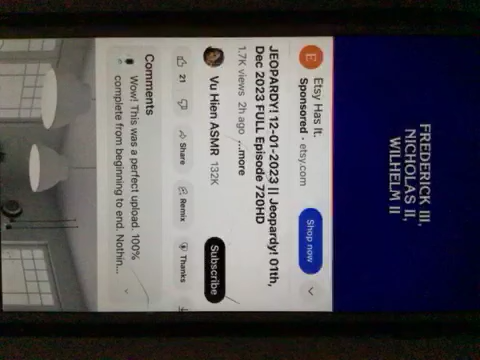 FREDERICK III,
NICHOLAS II,
WILHELM II
E
Etsy Has It.
Sponsored · etsy.com
Shop now
JEOPARDY! 12-01-2023 || Jeopardy! 01th,
Dec 2023 FULL Episode 720HD
1.7K views 2h ago ...more
Vu Hien ASMR 132K
Subscribe
21
Share
Remix
Thanks
Comments
Wow! This was a perfect upload. 100%
complete from beginning to end. Nothin...